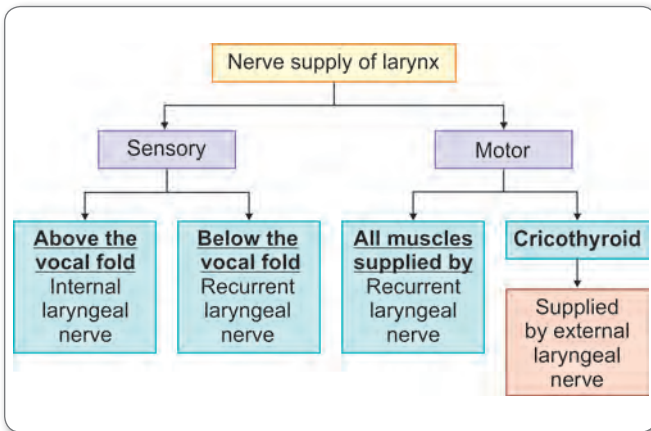 Nerve supply of larynx
Sensory
Motor
Above the
vocal fold
Internal
laryngeal
nerve
Below the
vocal fold
Recurrent
laryngeal
nerve
All muscles
supplied by
Recurrent
laryngeal
nerve
Cricothyroid
Supplied
by external
laryngeal
nerve